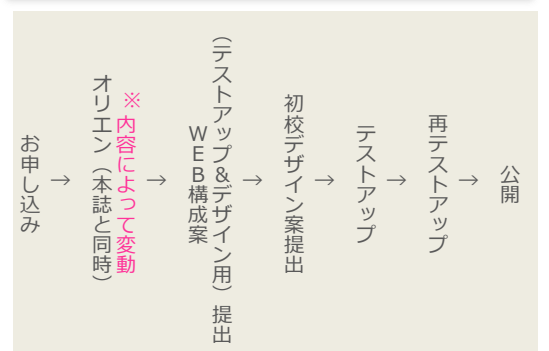 お申し込み
→
オリエン（本誌と同時）
※内容によって変動
→
WEB構成案
（テストアップ&デザイン用）提出
→
初校デザイン案提出
→
テストアップ
→
再テストアップ
→
公開